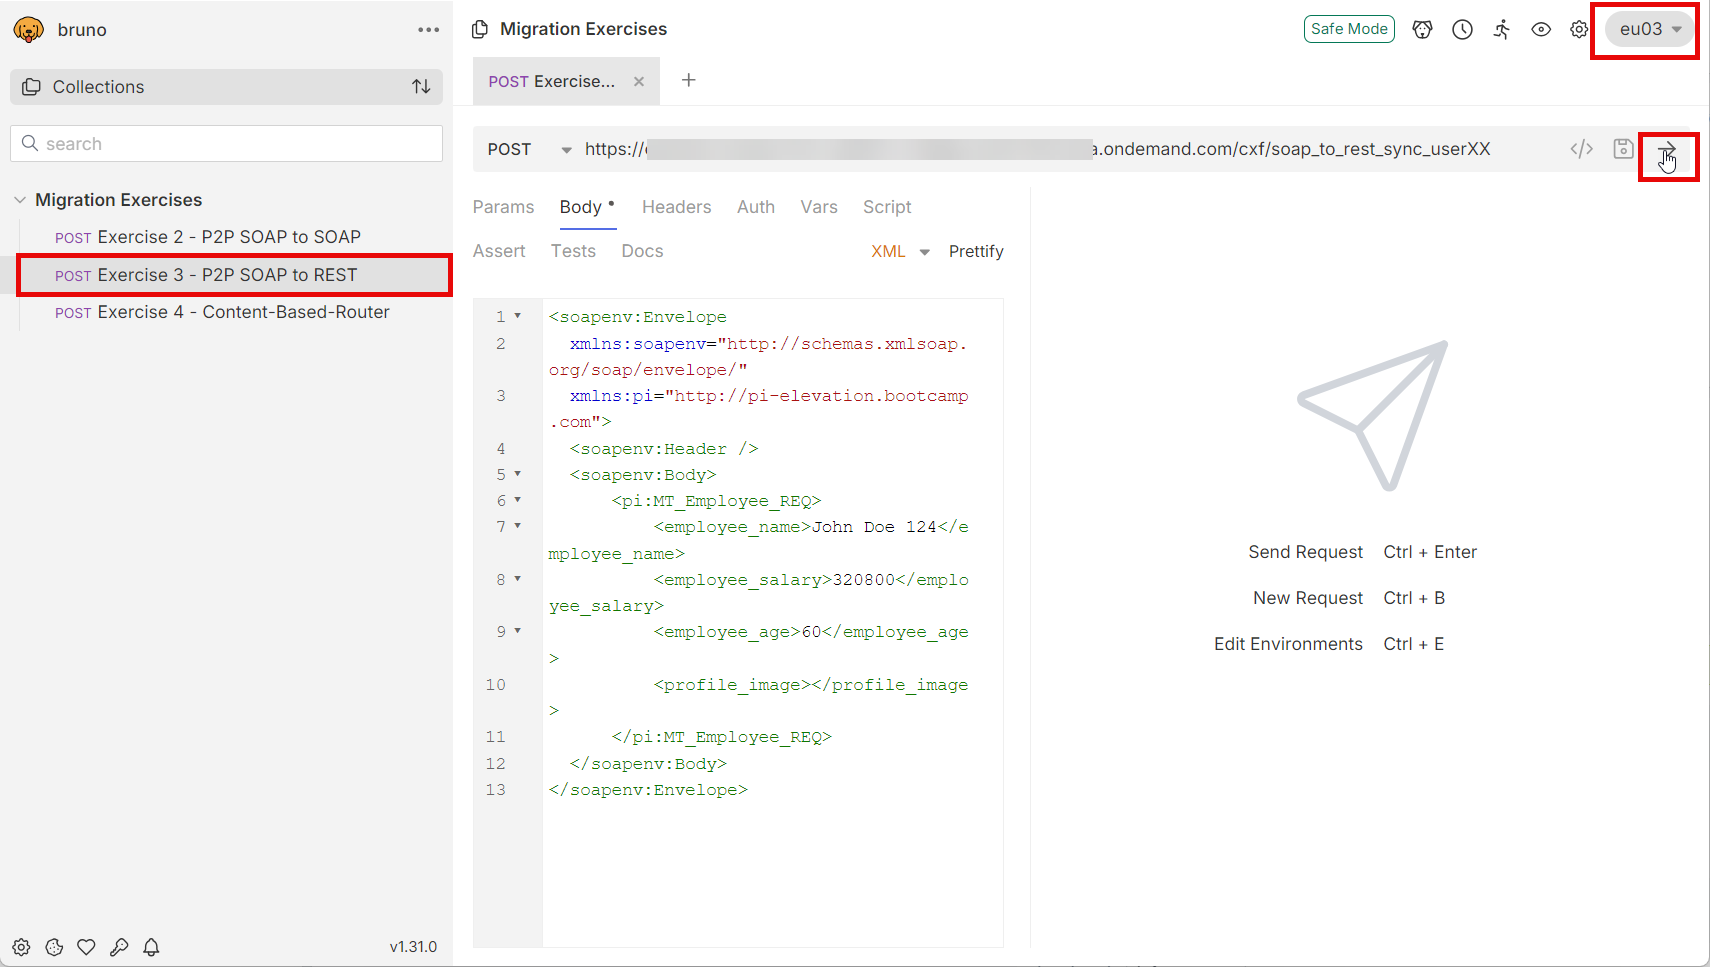 bruno
Collections
search
Migration Exercises
POST Exercise 2 - P2P SOAP to SOAP
POST Exercise 3 - P2P SOAP to REST
POST Exercise 4 - Content-Based-Router
v1.31.0
Migration Exercises
Safe Mode
eu03
POST Exercise...
POST
https://
a.ondemand.com/cxf/soap_to_rest_sync_userXX
</>
Params Body Headers Auth Vars Script
Assert Tests Docs
XML Prettify
1 <soapenv:Envelope
2 xmlns:soapenv="http://schemas.xmlsoap.
org/soap/envelope/"
3 xmlns:pi="http://pi-elevation.bootcamp
.com">
4 <soapenv:Header />
5 <soapenv:Body>
6 <pi:MT_Employee_REQ>
7 <employee_name>John Doe 124</e
mployee_name>
8 <employee_salary>320800</emplo
yee_salary>
9 <employee_age>60</employee_age
>
10 <profile_image></profile_image
>
11 </pi:MT_Employee_REQ>
12 </soapenv:Body>
13 </soapenv:Envelope>
Send Request Ctrl + Enter
New Request Ctrl + B
Edit Environments Ctrl + E